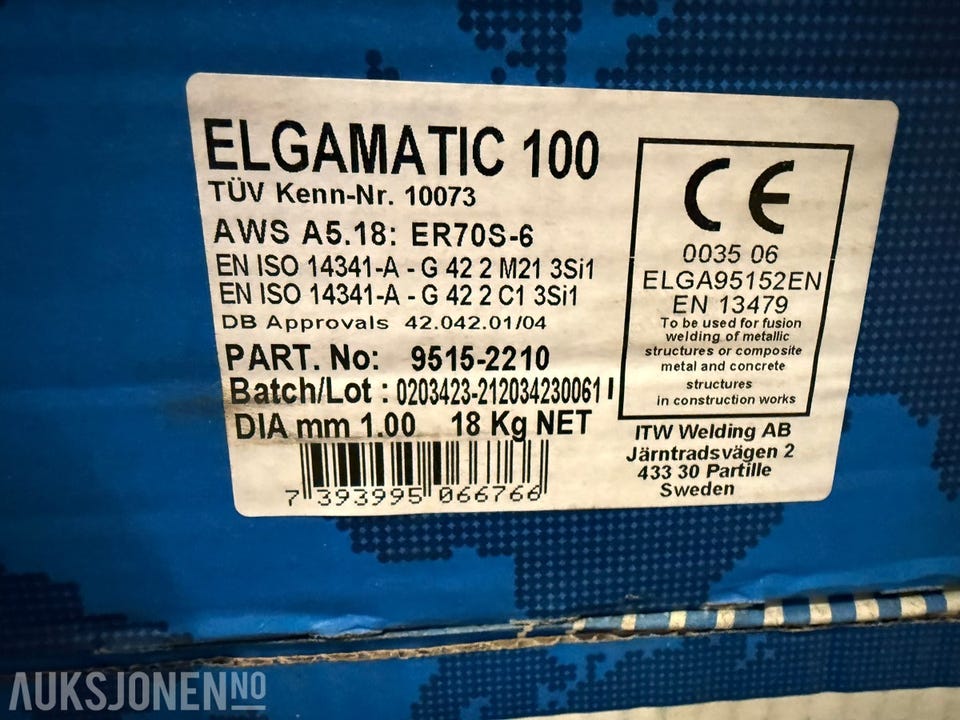 ELGAMATIC 100
TÜV Kenn-Nr. 10073
AWS A5.18: ER70S-6
EN ISO 14341-A - G 42 2 M21 3Si1
EN ISO 14341-A - G 42 2 C1 3Si1
DB Approvals 42.042.01/04
PART. No: 9515-2210
Batch/Lot : 0203423-212034230061 I
DIA mm 1.00 18 Kg NET
7 393995 066766
CE
0035 06
ELGA95152EN
EN 13479
To be used for fusion
welding of metallic
structures or composite
metal and concrete
structures
in construction works
ITW Welding AB
Järntradsvägen 2
433 30 Partille
Sweden
AUKSJONEN NO